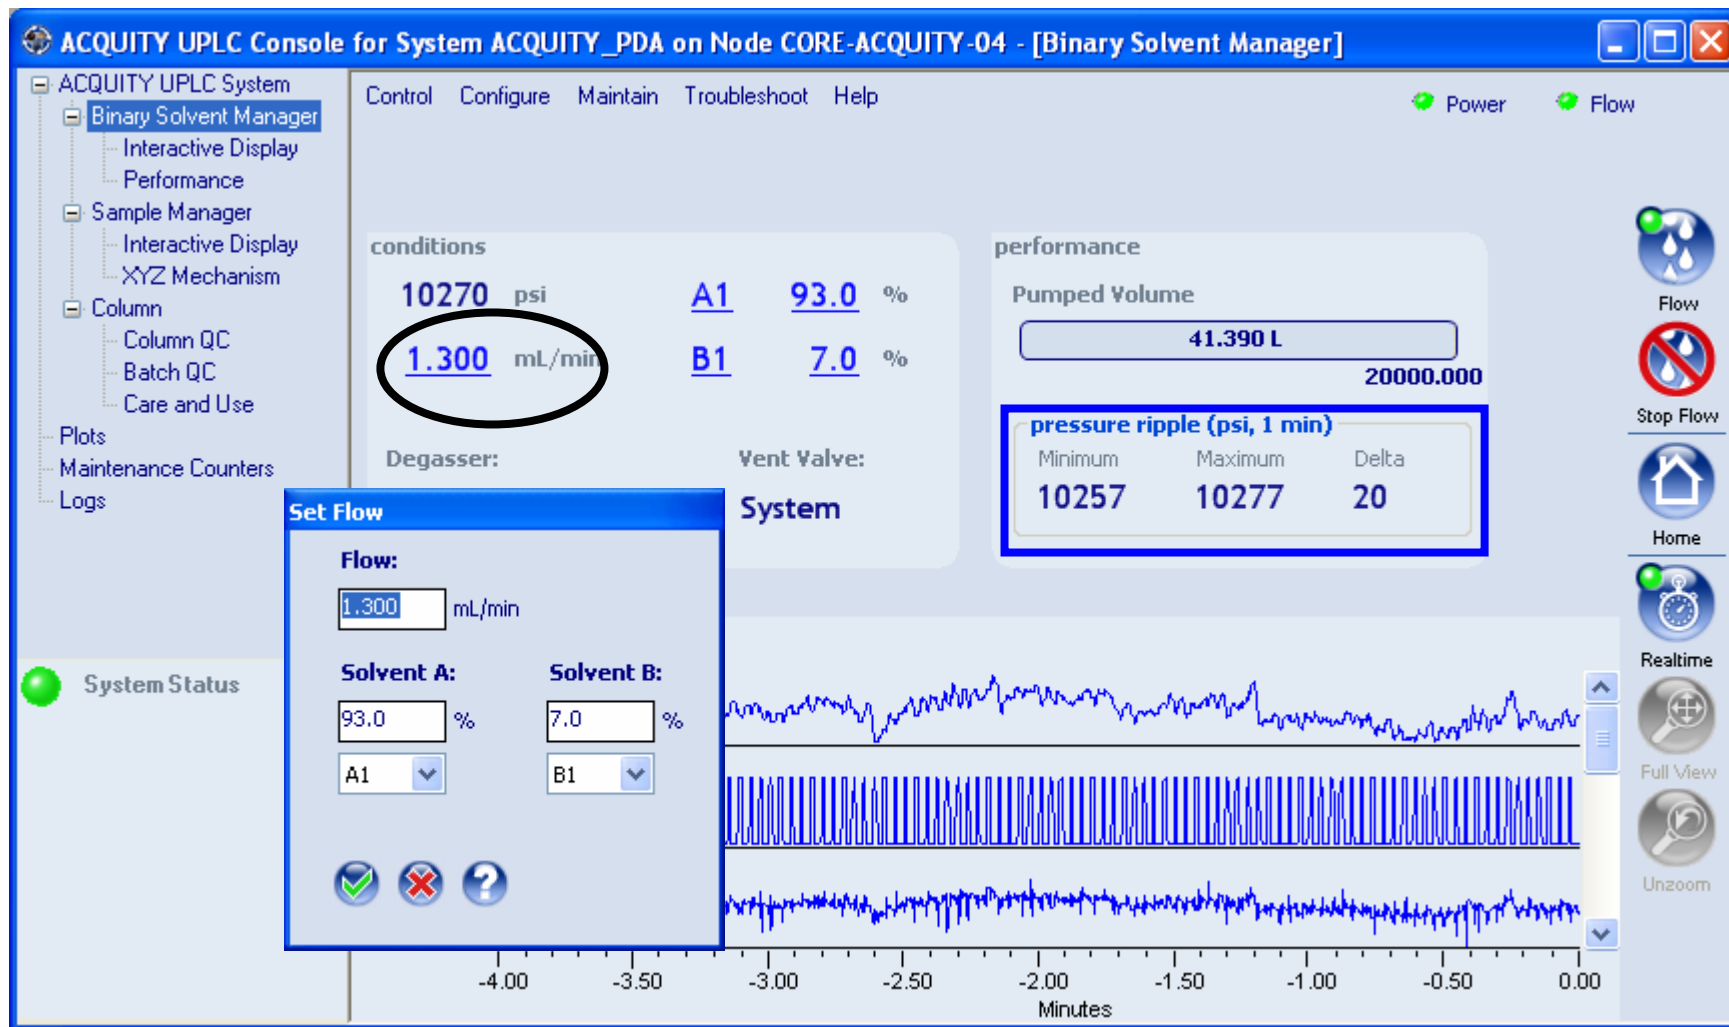 ACQUITY UPLC Console for System ACQUITY_PDA on Node CORE-ACQUITY-04 - [Binary Solvent Manager]
ACQUITY UPLC System
Binary Solvent Manager
Interactive Display
Performance
Sample Manager
Interactive Display
XYZ Mechanism
Column
Column QC
Batch QC
Care and Use
Plots
Maintenance Counters
Logs
System Status
Control Configure Maintain Troubleshoot Help
Power Flow
conditions
10270 psi A1 93.0 %
1.300 mL/min B1 7.0 %
Degasser: Vent Valve:
System
performance
Pumped Volume
41.390 L
20000.000
pressure ripple (psi, 1 min)
Minimum Maximum Delta
10257 10277 20
Set Flow
Flow:
1.300 mL/min
Solvent A: Solvent B:
93.0 % 7.0 %
A1 B1
-4.00 -3.50 -3.00 -2.50 -2.00 -1.50 -1.00 -0.50 0.00
Minutes
Flow
Stop Flow
Home
Realtime
Full View
Unzoom